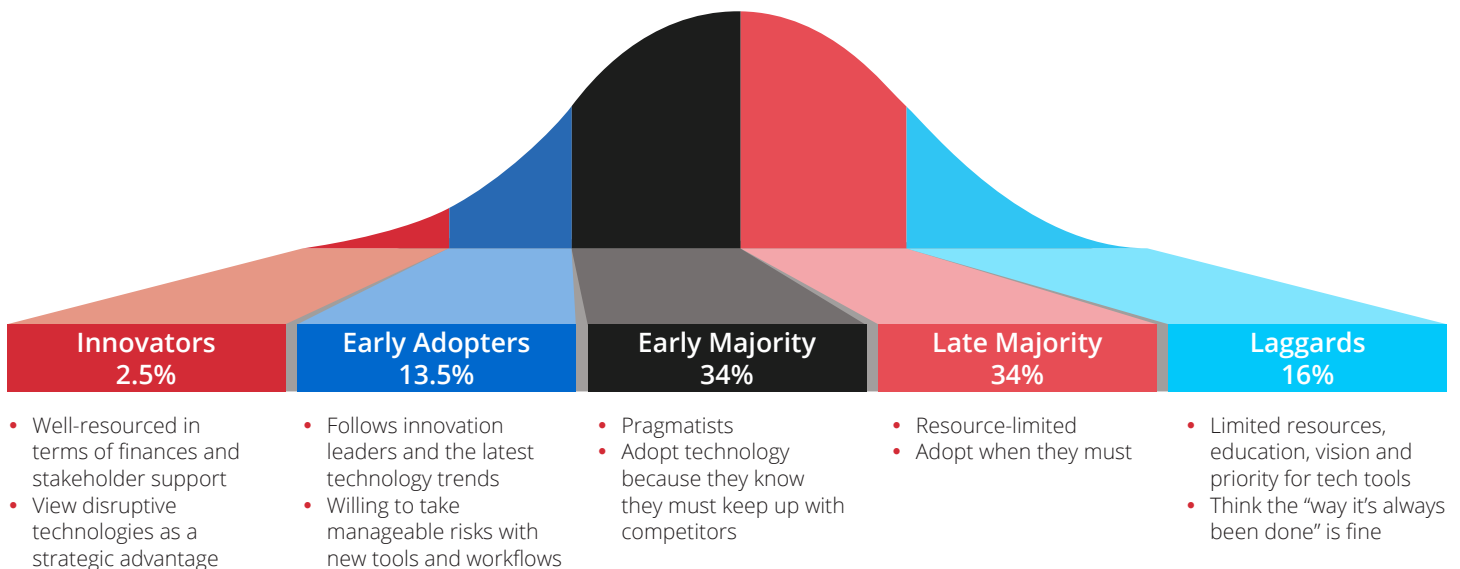 Innovators
2.5%
Early Adopters
13.5%
Early Majority
34%
Late Majority
34%
Laggards
16%
• Well-resourced in
terms of finances and
stakeholder support
• View disruptive
technologies as a
strategic advantage
• Follows innovation
leaders and the latest
technology trends
• Willing to take
manageable risks with
new tools and workflows
• Pragmatists
• Adopt technology
because they know
they must keep up with
competitors
• Resource-limited
• Adopt when they must
• Limited resources,
education, vision and
priority for tech tools
• Think the “way it’s always
been done” is fine